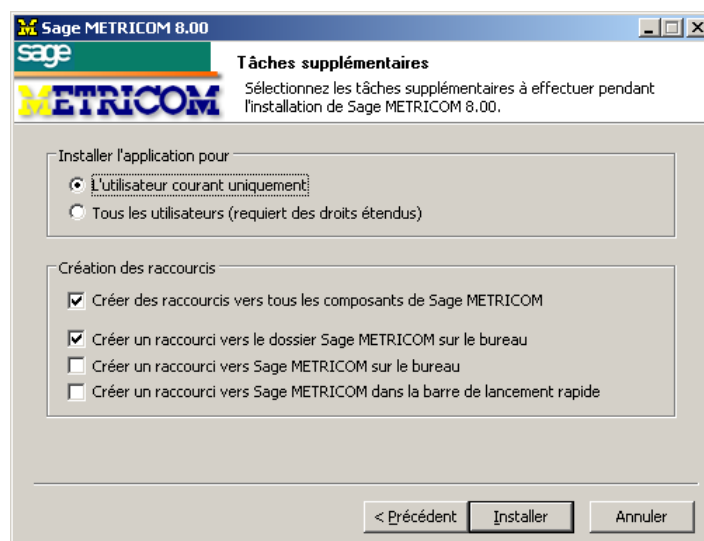 Sage METRICOM 8.00
sage
METRICOM
Tâches supplémentaires
Sélectionnez les tâches supplémentaires à effectuer pendant
l'installation de Sage METRICOM 8.00.
Installer l'application pour
L'utilisateur courant uniquement
Tous les utilisateurs (requiert des droits étendus)
Création des raccourcis
Créer des raccourcis vers tous les composants de Sage METRICOM
Créer un raccourci vers le dossier Sage METRICOM sur le bureau
Créer un raccourci vers Sage METRICOM sur le bureau
Créer un raccourci vers Sage METRICOM dans la barre de lancement rapide
< Précédent Installer Annuler